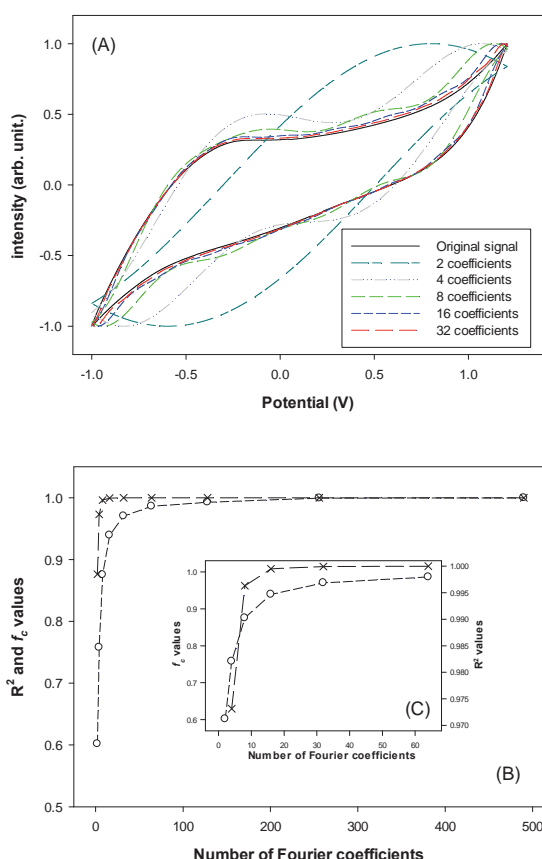 (A)
1.0
0.5
0.0
-0.5
-1.0
intensity (arb. unit.)
Original signal
2 coefficients
4 coefficients
8 coefficients
16 coefficients
32 coefficients
-1.0 -0.5 0.0 0.5 1.0
Potential (V)
1.0
0.9
0.8
0.7
0.6
0.5
R² and fc values
1.0
0.9
0.8
0.7
0.6
fc values
1.000
0.995
0.990
0.985
0.980
0.975
0.970
R² values
(C)
0 10 20 30 40 50 60
Number of Fourier coefficients
(B)
0 100 200 300 400 500
Number of Fourier coefficients